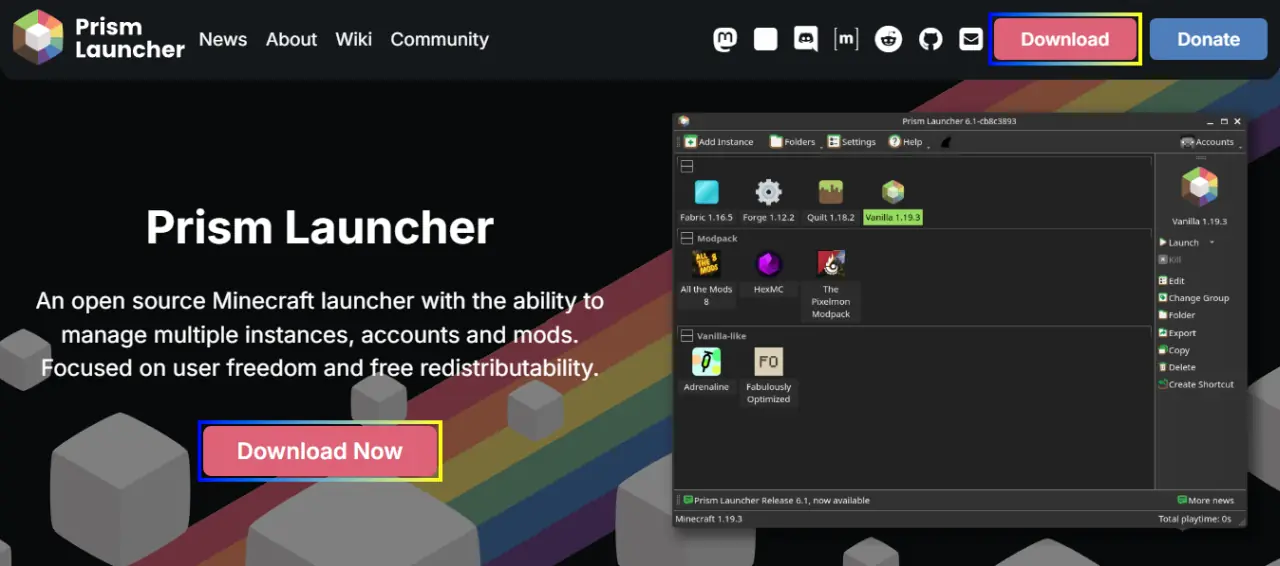 Prism
Launcher
News
About
Wiki
Community
[m]
Download
Donate
Prism Launcher
An open source Minecraft launcher with the ability to
manage multiple instances, accounts and mods.
Focused on user freedom and free redistributability.
Download Now
Prism Launcher 6.1-cb8c3893
Add Instance
Folders
Settings
Help
Accounts
Fabric 1.16.5
Forge 1.12.2
Quilt 1.18.2
Vanilla 1.19.3
Modpack
ALL
THE 8
MODS
All the Mods
8
HexMC
The
Pixelmon
Modpack
Vanilla-like
Adrenaline
FO
Fabulously
Optimized
Vanilla 1.19.3
Launch
Kill
Edit
Change Group
Folder
Export
Copy
Delete
Create Shortcut
Prism Launcher Release 6.1, now available
More news
Minecraft 1.19.3
Total playtime: 0s